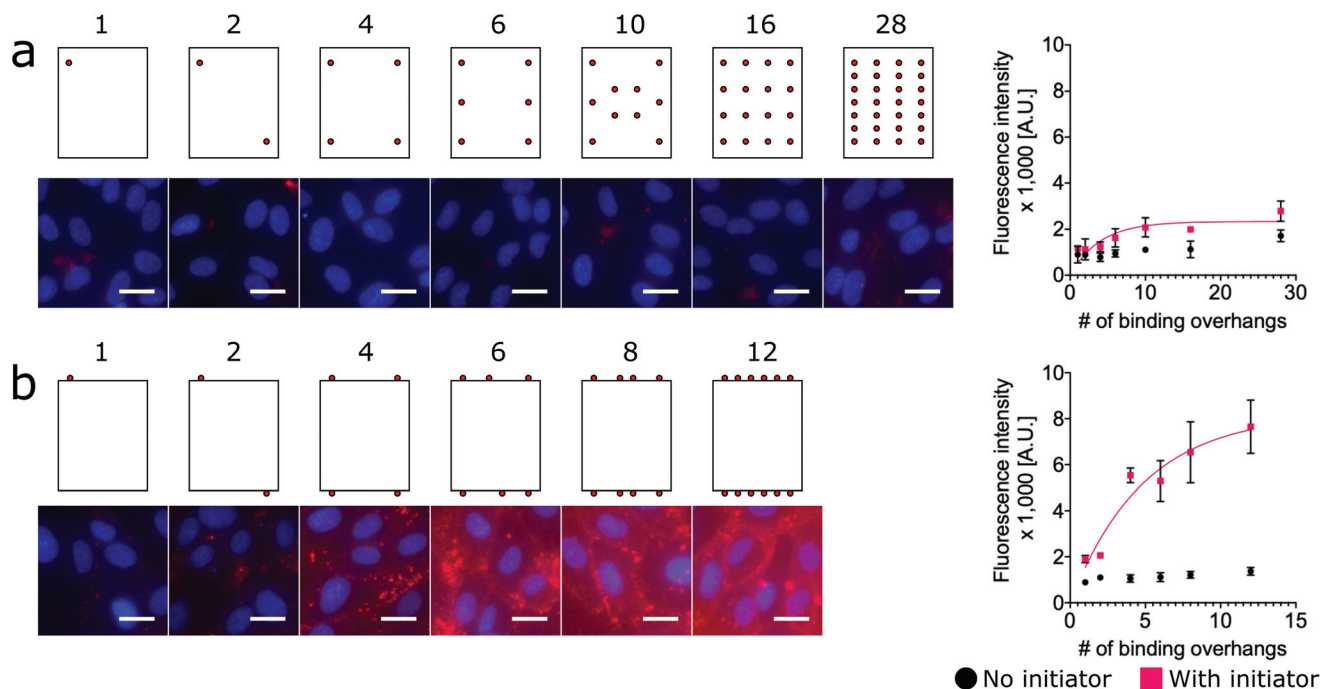 a
1 2 4 6 10 16 28
10
8
6
4
2
0
0 10 20 30
Fluorescence intensity
x 1,000 [A.U.]
# of binding overhangs
b
1 2 4 6 8 12
10
8
6
4
2
0
0 5 10 15
Fluorescence intensity
x 1,000 [A.U.]
# of binding overhangs
No initiator With initiator